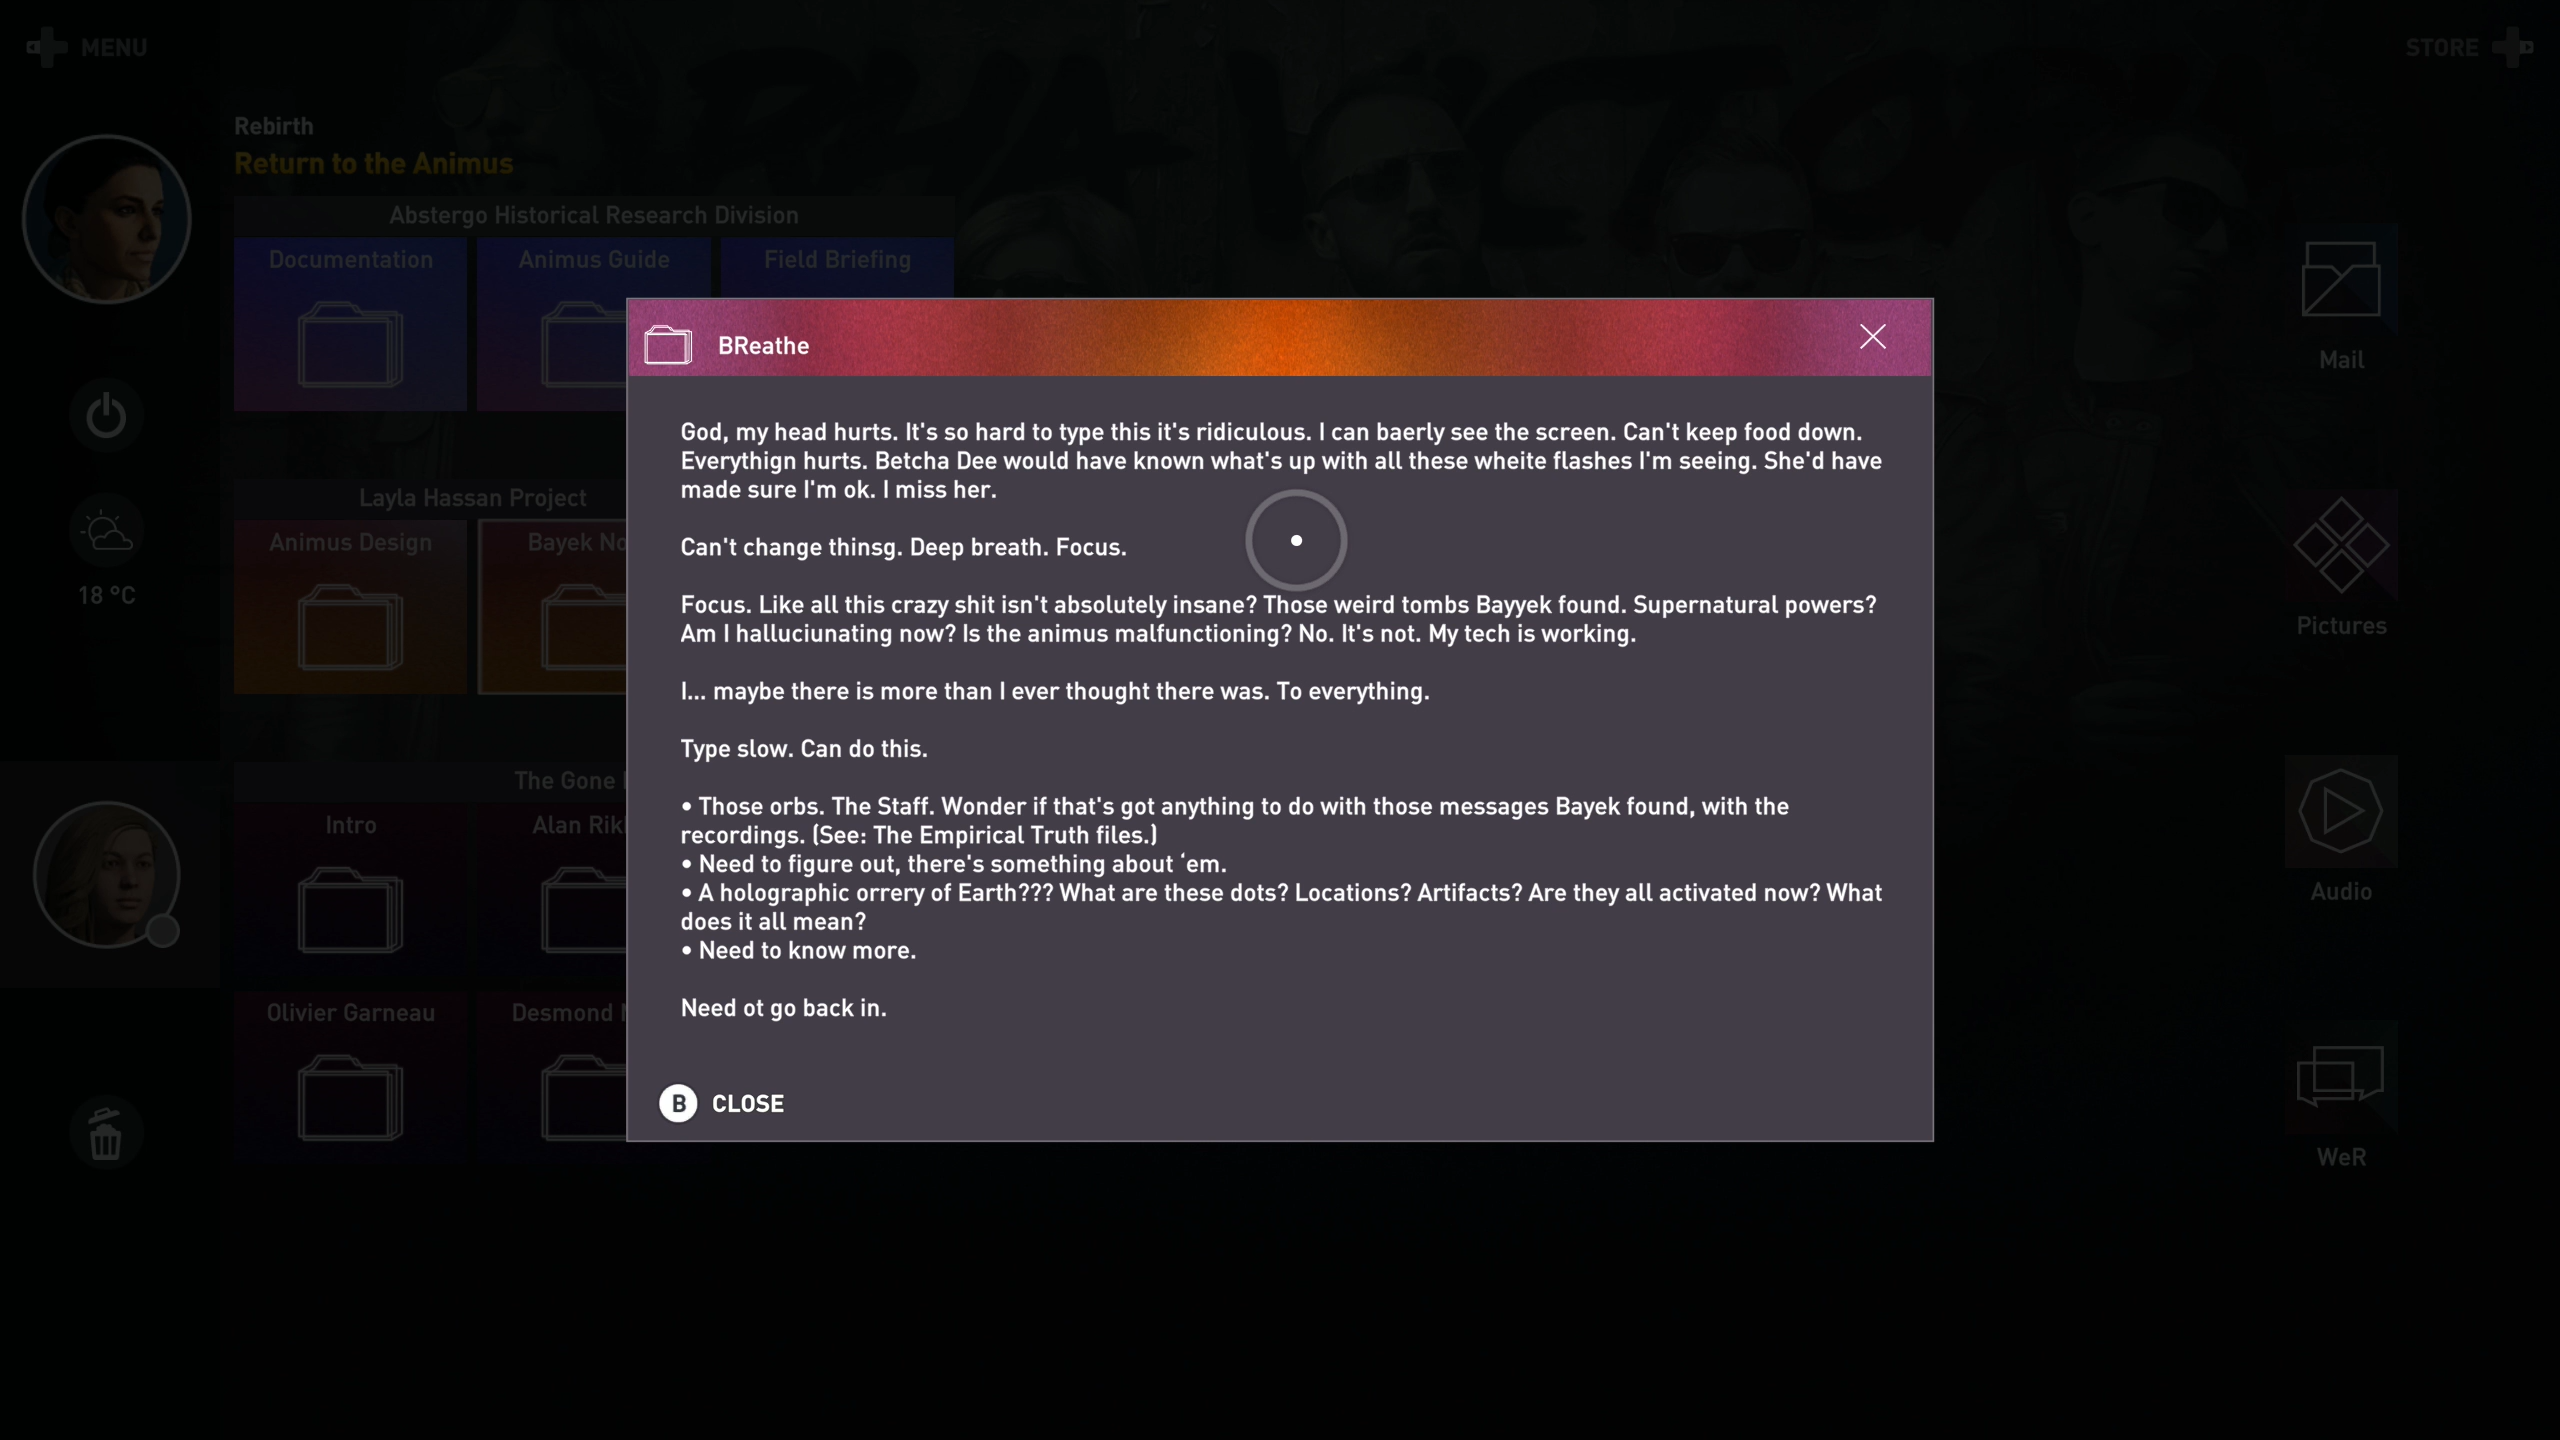 MENU
STORE
Rebirth
Return to the Animus
Abstergo Historical Research Division
Documentation
Animus Guide
Field Briefing
BReathe
God, my head hurts. It's so hard to type this it's ridiculous. I can baerly see the screen. Can't keep food down.
Everythign hurts. Betcha Dee would have known what's up with all these wheite flashes I'm seeing. She'd have
made sure I'm ok. I miss her.
Can't change thinsg. Deep breath. Focus.
Focus. Like all this crazy shit isn't absolutely insane? Those weird tombs Bayyek found. Supernatural powers?
Am I halluciunating now? Is the animus malfunctioning? No. It's not. My tech is working.
I... maybe there is more than I ever thought there was. To everything.
Type slow. Can do this.
• Those orbs. The Staff. Wonder if that's got anything to do with those messages Bayek found, with the
recordings. (See: The Empirical Truth files.)
• Need to figure out, there's something about ‘em.
• A holographic orrery of Earth??? What are these dots? Locations? Artifacts? Are they all activated now? What
does it all mean?
• Need to know more.
Need ot go back in.
B CLOSE
18 °C
Layla Hassan Project
Animus Design
Bayek No
The Gone
Intro
Alan Rik
Olivier Garneau
Desmond
Mail
Pictures
Audio
WeR